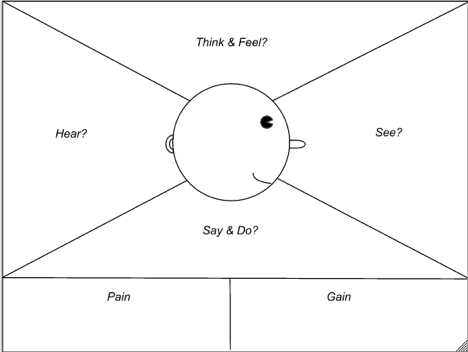 Think & Feel?
Hear?
See?
Say & Do?
Pain
Gain